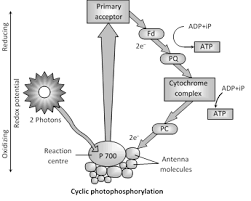 Primary
acceptor
Reducing
Fd
ADP+iP
2e⁻
ATP
PQ
Redox potential
Cytochrome
complex
ADP+iP
ATP
2 Photons
PC
2e⁻
Oxidizing
Reaction
centre
P 700
Antenna
molecules
Cyclic photophosphorylation